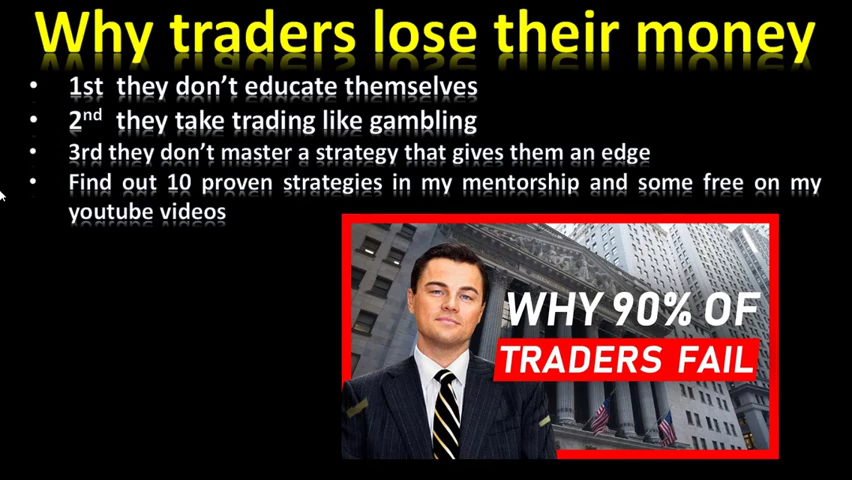 Why traders lose their money
• 1st they don't educate themselves
• 2nd they take trading like gambling
• 3rd they don't master a strategy that gives them an edge
• Find out 10 proven strategies in my mentorship and some free on my
youtube videos
WHY 90% OF
TRADERS FAIL